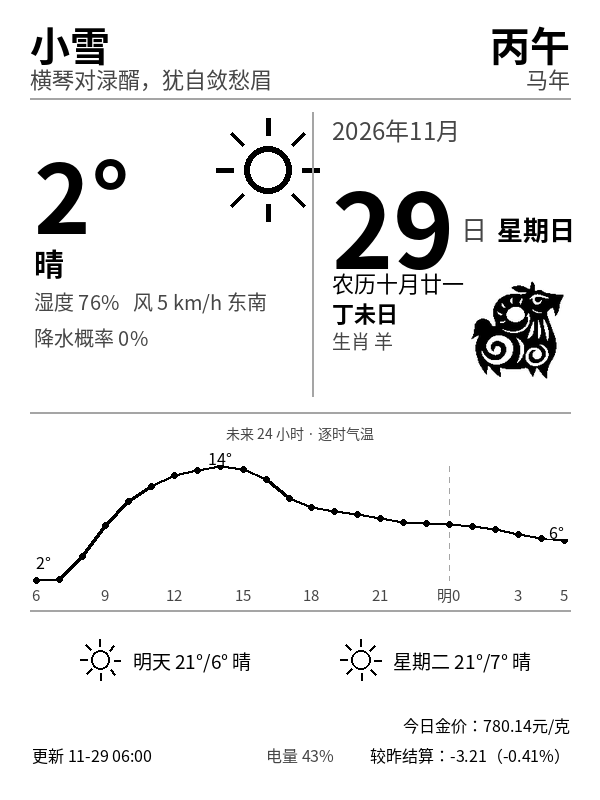 小雪
丙午
横琴对渌醑，犹自敛愁眉
马年
2°
晴
湿度 76% 风 5 km/h 东南
降水概率 0%
2026年11月
29 日 星期日
农历十月廿一
丁未日
生肖 羊
未来 24 小时 · 逐时气温
14°
2°
6°
6 9 12 15 18 21 明0 3 5
明天 21°/6° 晴
星期二 21°/7° 晴
今日金价：780.14元/克
更新 11-29 06:00
电量 43%
较昨结算：-3.21（-0.41%）